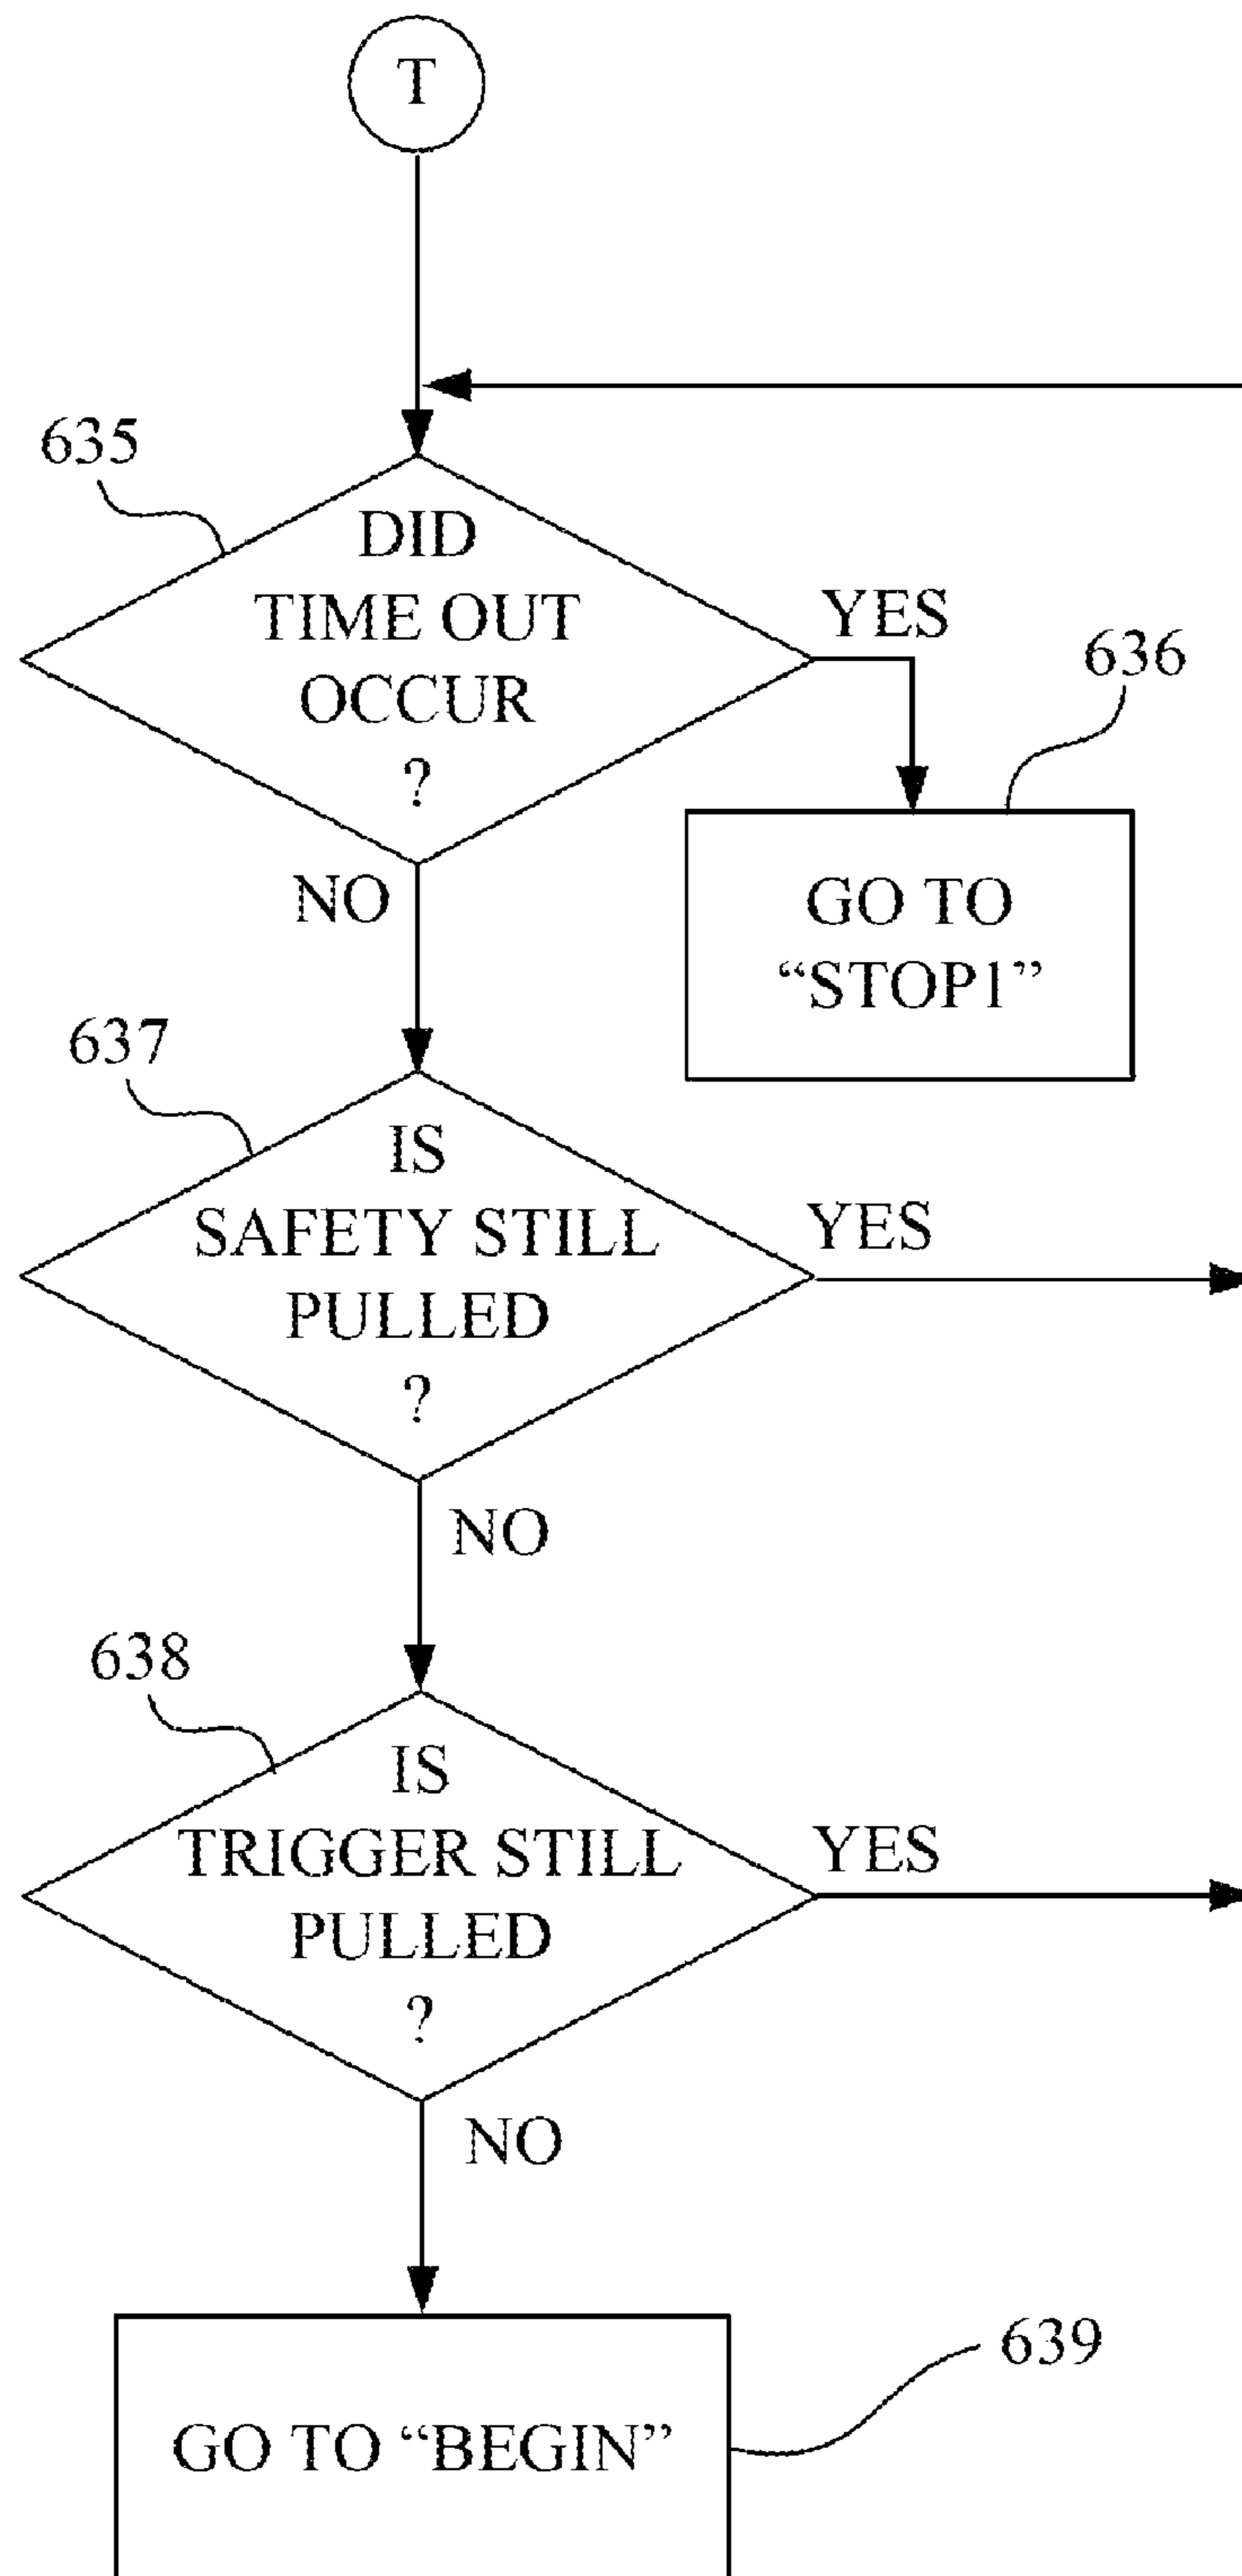 T
635
DID
TIME OUT
OCCUR
?
YES
636
GO TO
“STOP1”
NO
637
IS
SAFETY STILL
PULLED
?
YES
NO
638
IS
TRIGGER STILL
PULLED
?
YES
NO
639
GO TO “BEGIN”